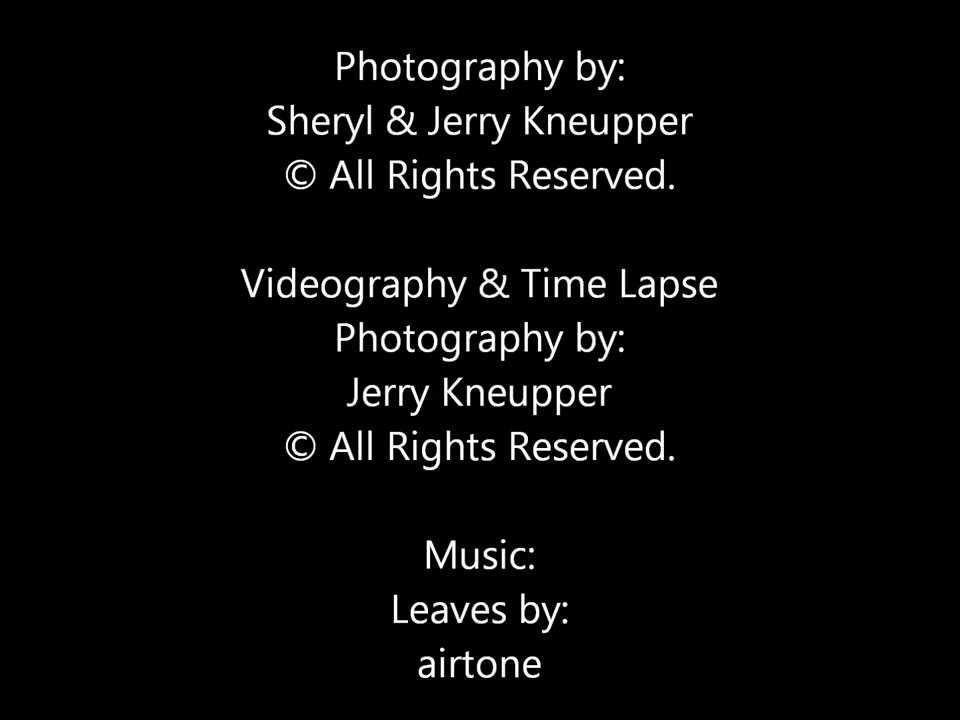 Photography by:
Sheryl & Jerry Kneupper
© All Rights Reserved.
Videography & Time Lapse
Photography by:
Jerry Kneupper
© All Rights Reserved.
Music:
Leaves by:
airtone